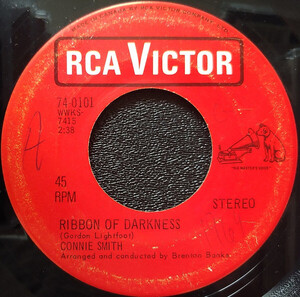 RCA VICTOR
74-0101
WWKS-
7415
2:38
45
RPM
STEREO
RIBBON OF DARKNESS
(Gordon Lightfoot)
CONNIE SMITH
Arranged and conducted by Brenton Banks